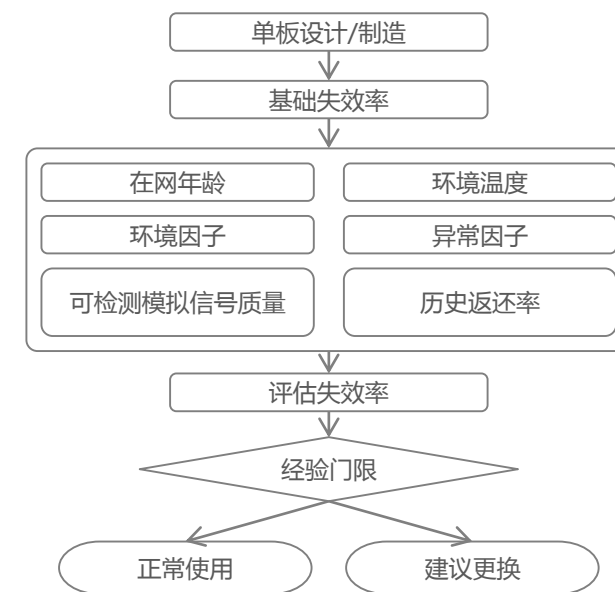 单板设计/制造
基础失效率
在网年龄
环境温度
环境因子
异常因子
可检测模拟信号质量
历史返还率
评估失效率
经验门限
正常使用
建议更换